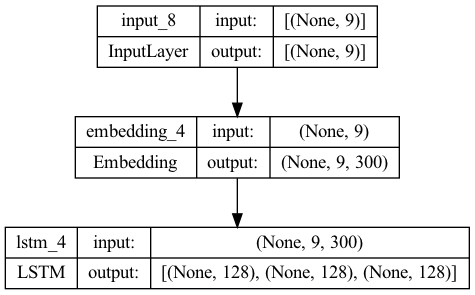 input_8 input: [(None, 9)]
InputLayer output: [(None, 9)]
embedding_4 input: (None, 9)
Embedding output: (None, 9, 300)
lstm_4 input: (None, 9, 300)
LSTM output: [(None, 128), (None, 128), (None, 128)]